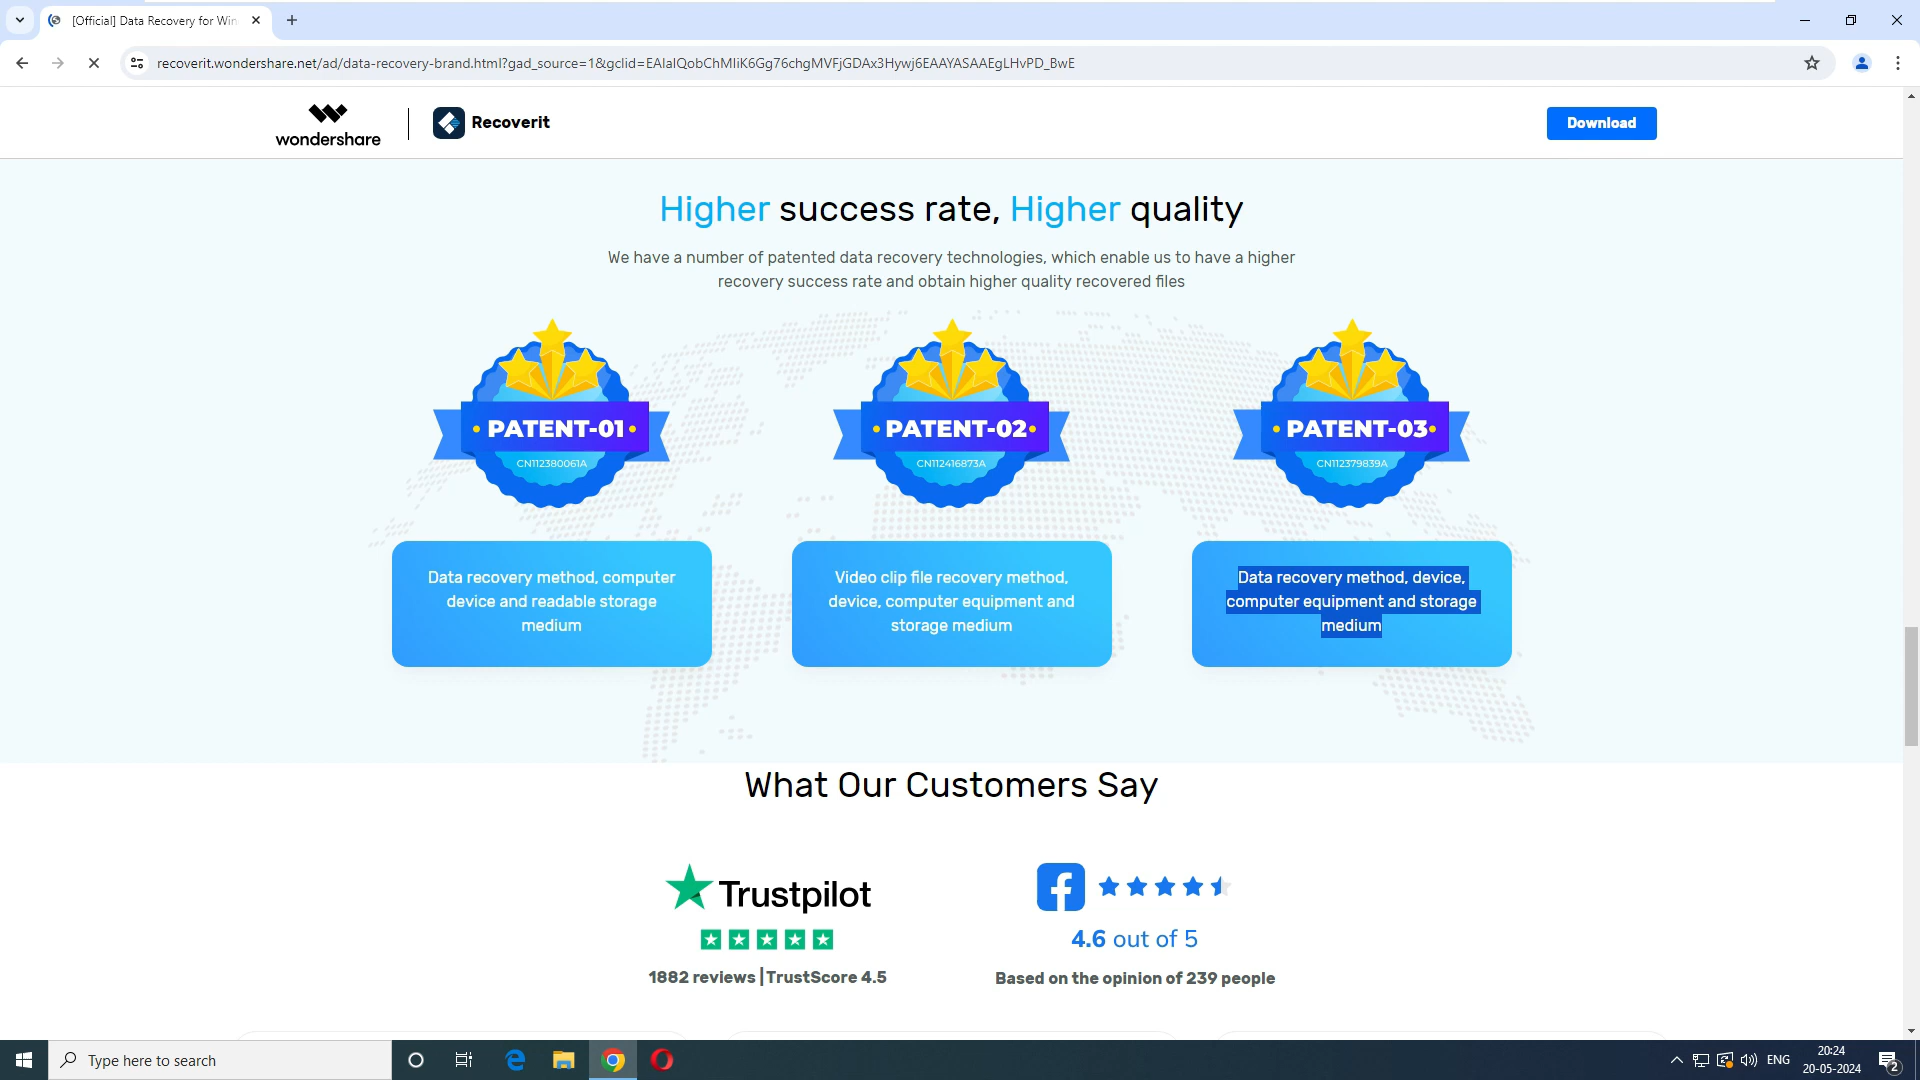 [Official] Data Recovery for Win
recoverit.wondershare.net/ad/data-recovery-brand.html?gad_source=1&gclid=EAIaIQobChMIiK6Gg76chgMVFjGDAx3Hywj6EAAYASAAEgLHvPD_BwE
wondershare
Recoverit
Download
Higher success rate, Higher quality
We have a number of patented data recovery technologies, which enable us to have a higher
recovery success rate and obtain higher quality recovered files
PATENT-01
CN112380061A
PATENT-02
CN112416873A
PATENT-03
CN112379839A
Data recovery method, computer
device and readable storage
medium
Video clip file recovery method,
device, computer equipment and
storage medium
Data recovery method, device,
computer equipment and storage
medium
What Our Customers Say
Trustpilot
1882 reviews | TrustScore 4.5
4.6 out of 5
Based on the opinion of 239 people
Type here to search
ENG
20:24
20-05-2024
2